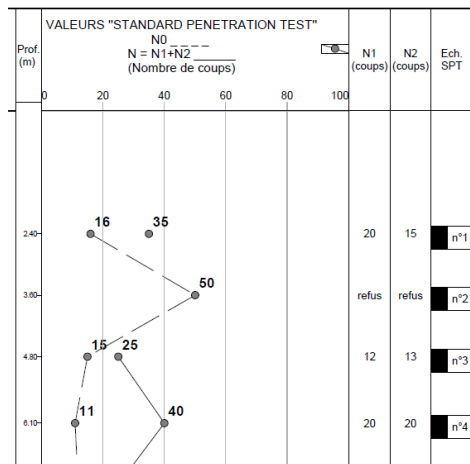 VALEURS "STANDARD PENETRATION TEST"
N0 _ _ _ _
N = N1+N2 ______
(Nombre de coups)
Prof.
(m)
N1
(coups)
N2
(coups)
Ech.
SPT
0 20 40 60 80 100
16 35
2.40 20 15 n°1
50
3.60 refus refus n°2
15 25
4.80 12 13 n°3
11 40
6.10 20 20 n°4